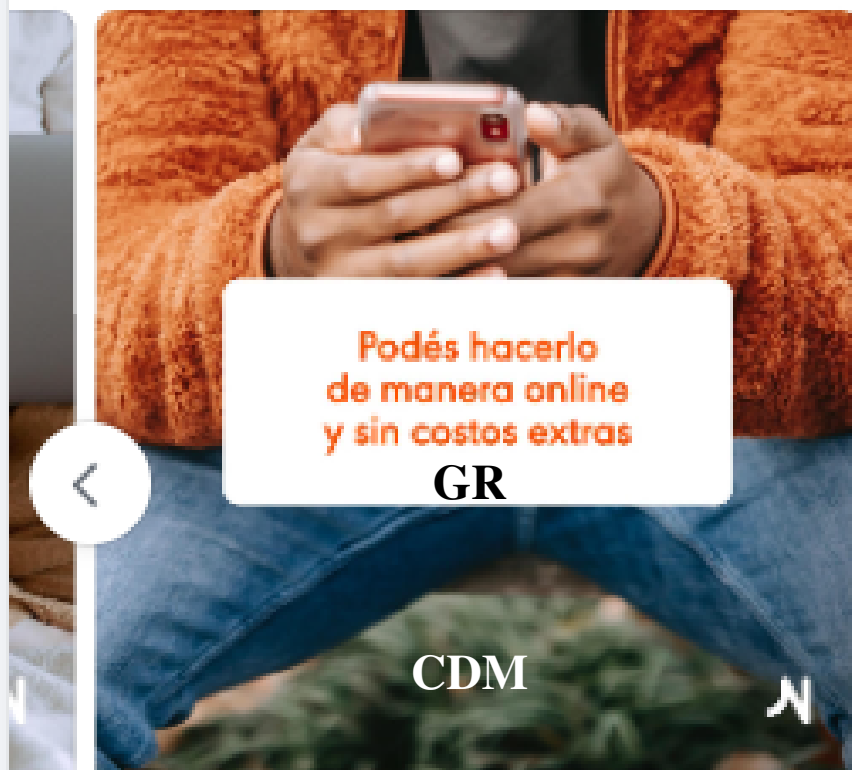 Podés hacerlo
de manera online
y sin costos extras
GR
CDM
N